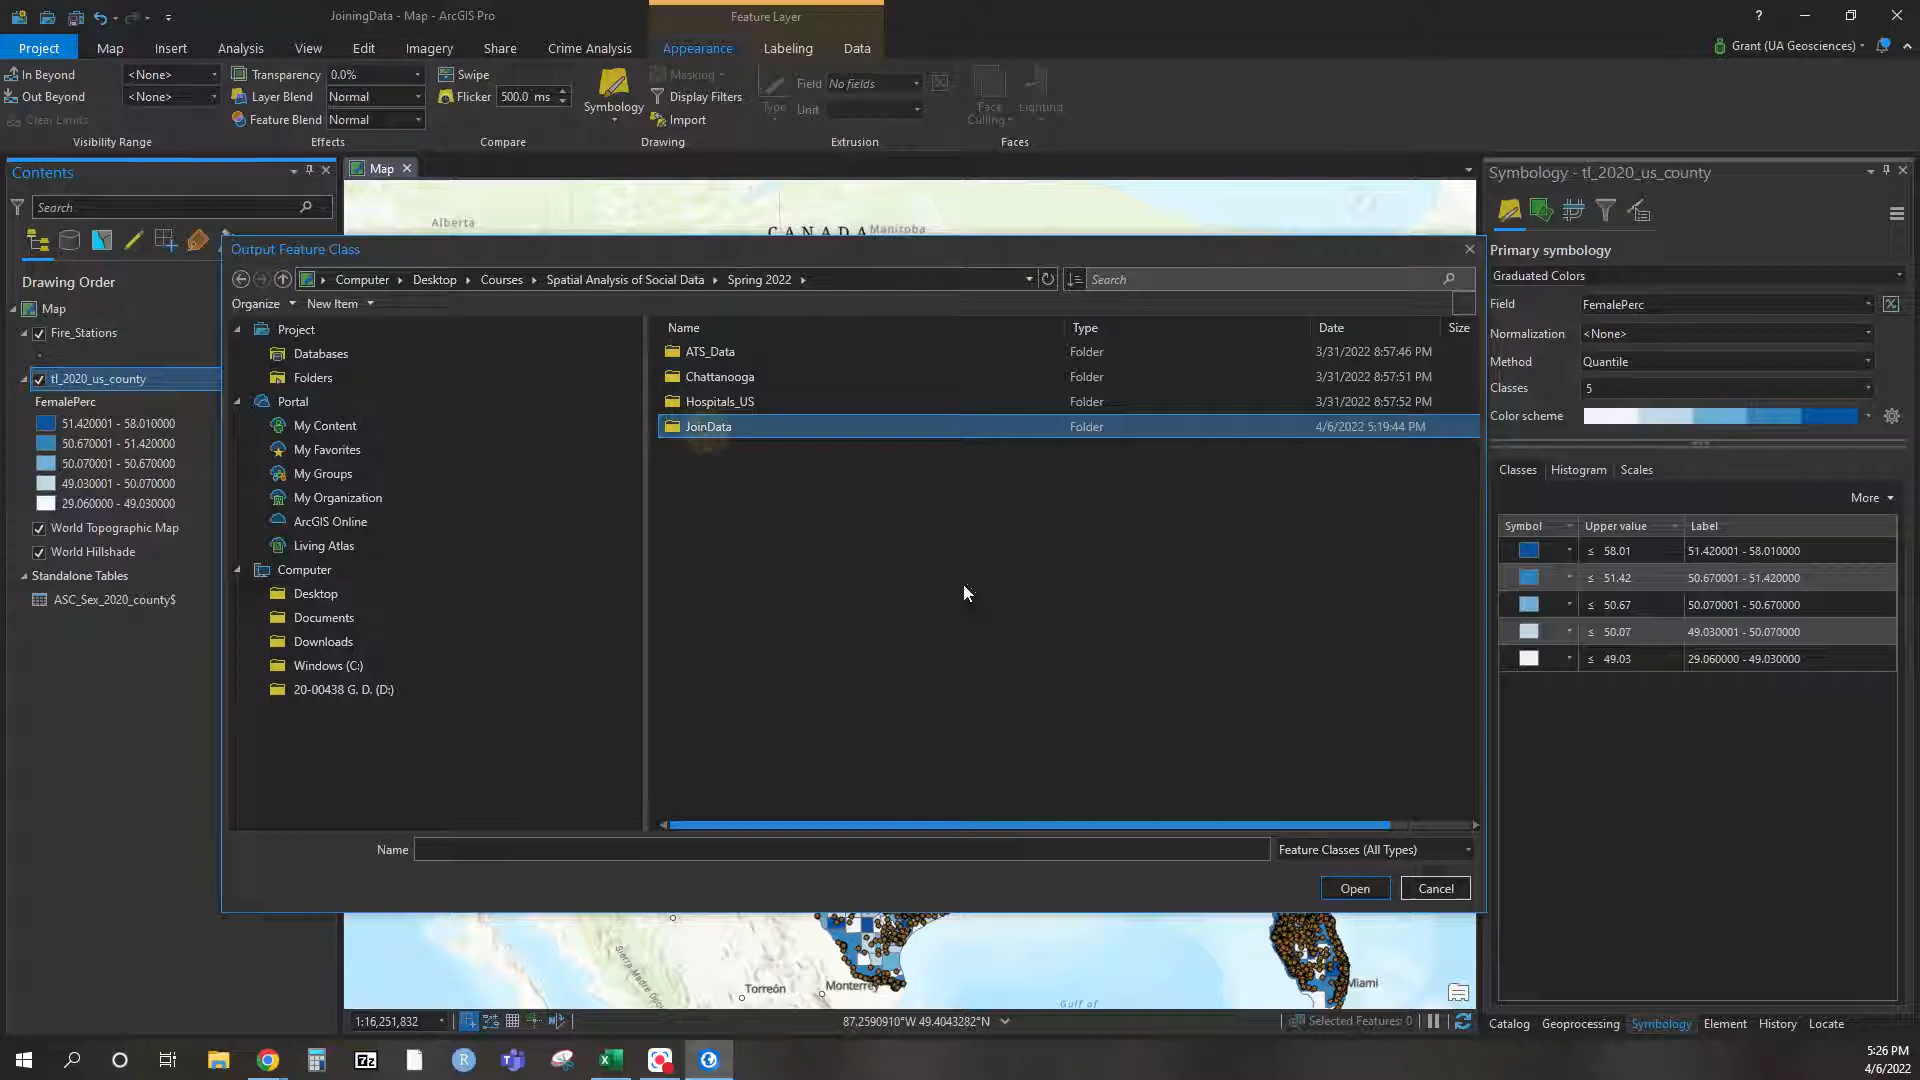 JoiningData - Map - ArcGIS Pro
Feature Layer
?
Project Map Insert Analysis View Edit Imagery Share Crime Analysis Appearance Labeling Data
Grant (UA Geosciences)
In Beyond <None>
Out Beyond <None>
Clear Limits
Visibility Range
Transparency 0.0%
Layer Blend Normal
Feature Blend Normal
Effects
Swipe
Flicker 500.0 ms
Compare
Symbology
Masking
Display Filters
Import
Drawing
Type
Field No fields
Unit
Extrusion
Face Culling
Lighting
Faces
Contents
Search
Drawing Order
Map
Fire_Stations
tl_2020_us_county
FemalePerc
51.420001 - 58.010000
50.670001 - 51.420000
50.070001 - 50.670000
49.030001 - 50.070000
29.060000 - 49.030000
World Topographic Map
World Hillshade
Standalone Tables
ASC_Sex_2020_county$
Map
Alberta
CANADA
Manitoba
Output Feature Class
Computer Desktop Courses Spatial Analysis of Social Data Spring 2022
Search
Organize New Item
Project
Databases
Folders
Portal
My Content
My Favorites
My Groups
My Organization
ArcGIS Online
Living Atlas
Computer
Desktop
Documents
Downloads
Windows (C:)
20-00438 G. D. (D:)
Name Type Date Size
ATS_Data Folder 3/31/2022 8:57:46 PM
Chattanooga Folder 3/31/2022 8:57:51 PM
Hospitals_US Folder 3/31/2022 8:57:52 PM
JoinData Folder 4/6/2022 5:19:44 PM
Name
Feature Classes (All Types)
Open Cancel
Sierra Madre
Torreón
Monterrey
Gulf of
Miami
1:16,251,832
87.2590910°W 49.4043282°N
Selected Features: 0
Symbology - tl_2020_us_county
Primary symbology
Graduated Colors
Field FemalePerc
Normalization <None>
Method Quantile
Classes 5
Color scheme
Classes Histogram Scales
More
Symbol Upper value Label
≤ 58.01 51.420001 - 58.010000
≤ 51.42 50.670001 - 51.420000
≤ 50.67 50.070001 - 50.670000
≤ 50.07 49.030001 - 50.070000
≤ 49.03 29.060000 - 49.030000
Catalog Geoprocessing Symbology Element History Locate
5:26 PM
4/6/2022